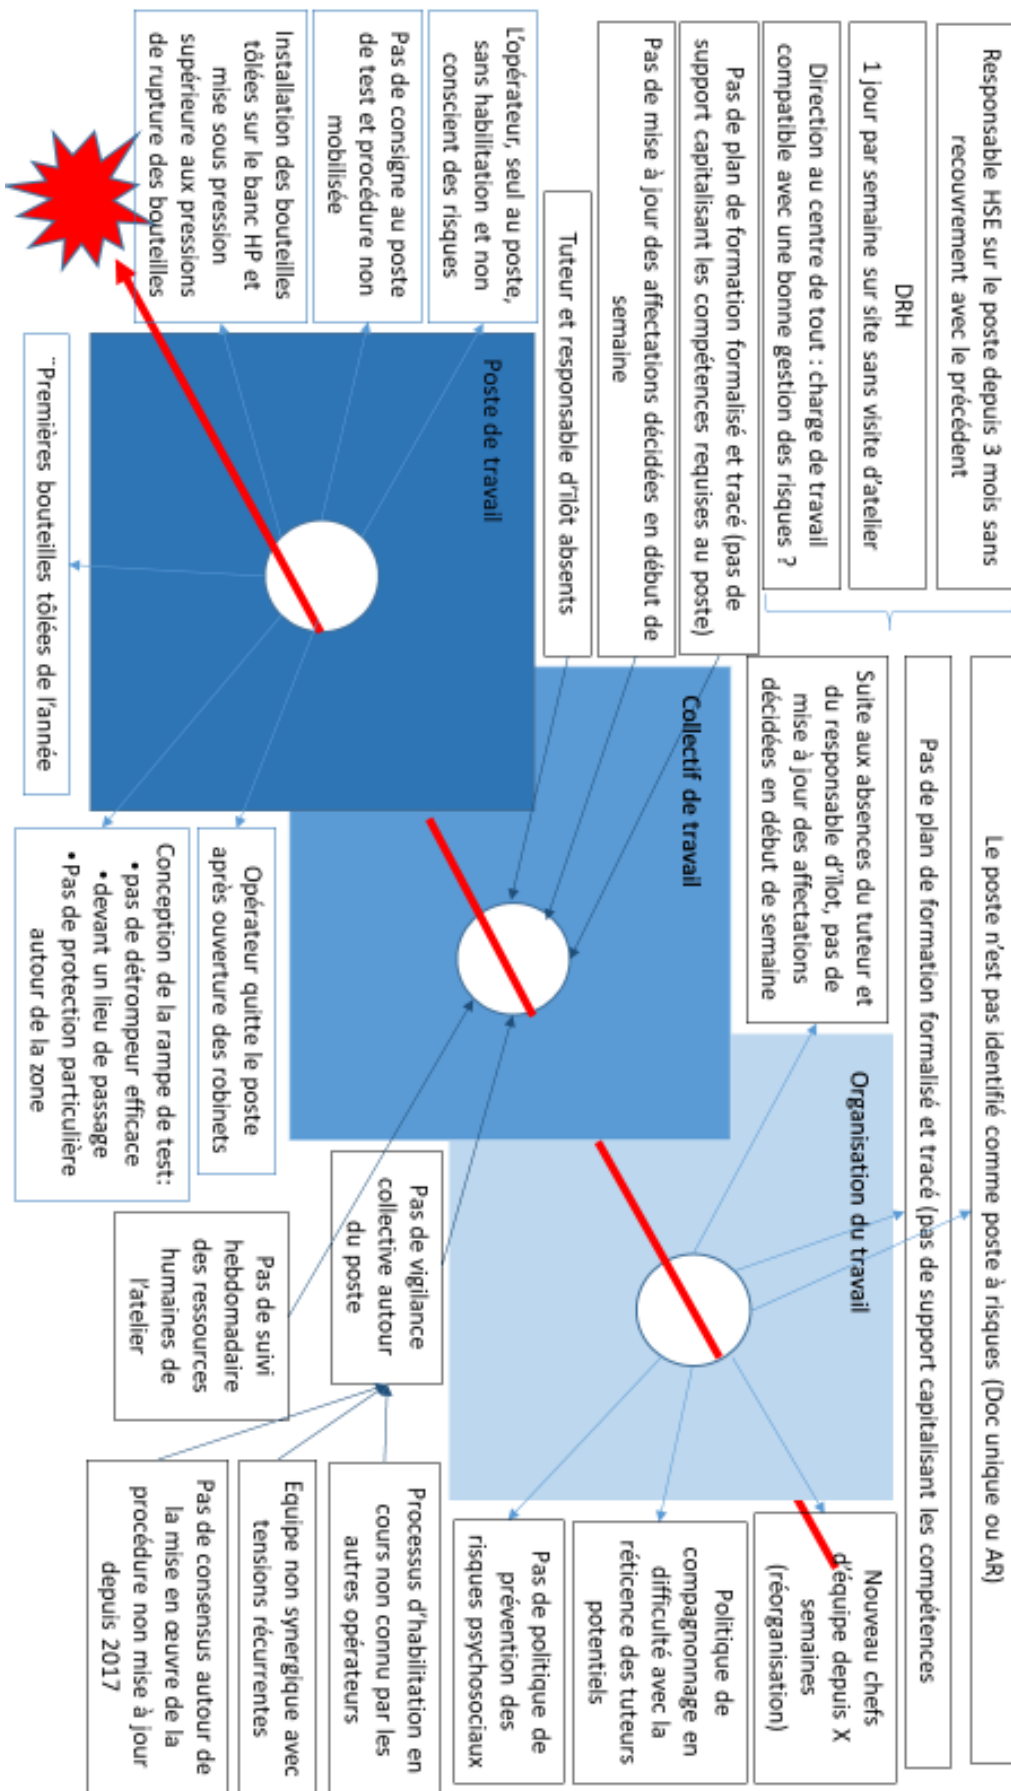 Responsable HSE sur le poste depuis 3 mois sans
recouvrement avec le précédent
DRH
1 jour par semaine sur site sans visite d'atelier
Direction au centre de tout : charge de travail
compatible avec une bonne gestion des risques ?
Pas de plan de formation formalisé et tracé (pas de
support capitalisant les compétences requises au poste)
Pas de mise à jour des affectations décidées en début de
semaine
Tuteur et responsable d'îlôt absents
L'opérateur, seul au poste,
sans habilitation et non
conscient des risques
Pas de consigne au poste
de test et procédure non
mobilisée
Installation des bouteilles
tôlées sur le banc HP et
mise sous pression
supérieure aux pressions
de rupture des bouteilles
Le poste n'est pas identifié comme poste à risques (Doc unique ou AR)
Pas de plan de formation formalisé et tracé (pas de support capitalisant les compétences
Suite aux absences du tuteur et
du responsable d'îlot, pas de
mise à jour des affectations
décidées en début de semaine
Organisation du travail
Collectif de travail
Poste de travail
¨Premières bouteilles tôlées de l'année
Opérateur quitte le poste
après ouverture des robinets
Conception de la rampe de test:
•pas de détrompeur efficace
•devant un lieu de passage
•Pas de protection particulière
autour de la zone
Pas de vigilance
collective autour
du poste
Pas de suivi
hebdomadaire
des ressources
humaines de
l'atelier
Nouveau chefs
d'équipe depuis X
semaines
(réorganisation)
Politique de
compagnonnage en
difficulté avec la
réticence des tuteurs
potentiels
Pas de politique de
prévention des
risques psychosociaux
Processus d'habilitation en
cours non connu par les
autres opérateurs
Equipe non synergique avec
tensions récurrentes
Pas de consensus autour de
la mise en œuvre de la
procédure non mise à jour
depuis 2017